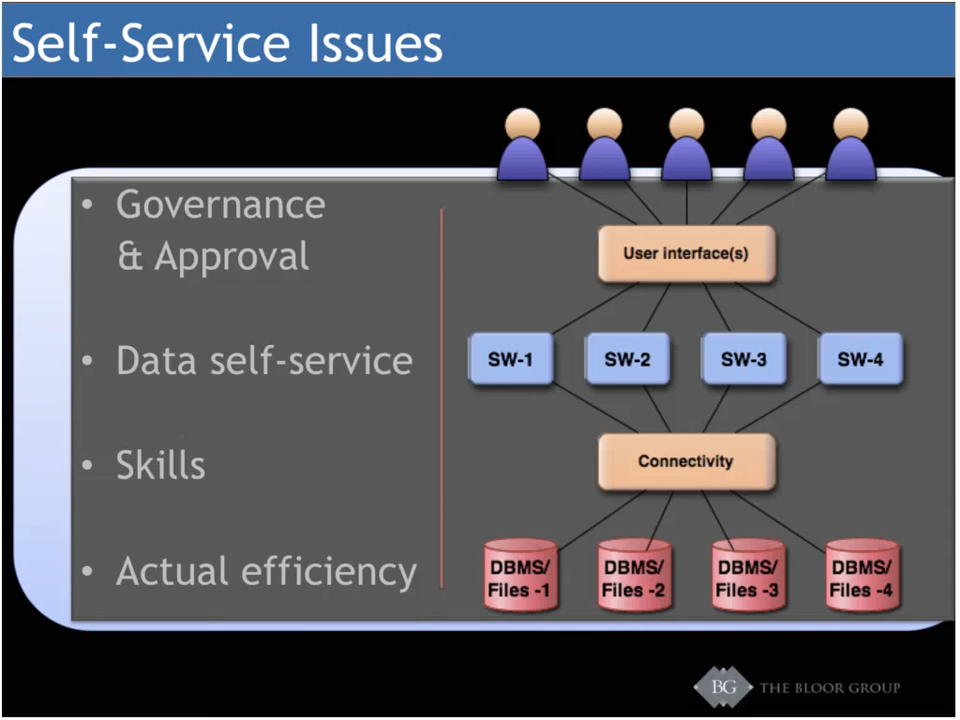 Self-Service Issues
• Governance
& Approval
• Data self-service
• Skills
• Actual efficiency
User interface(s)
SW-1 SW-2 SW-3 SW-4
Connectivity
DBMS/ DBMS/ DBMS/ DBMS/
Files -1 Files -2 Files -3 Files -4
BG THE BLOOR GROUP